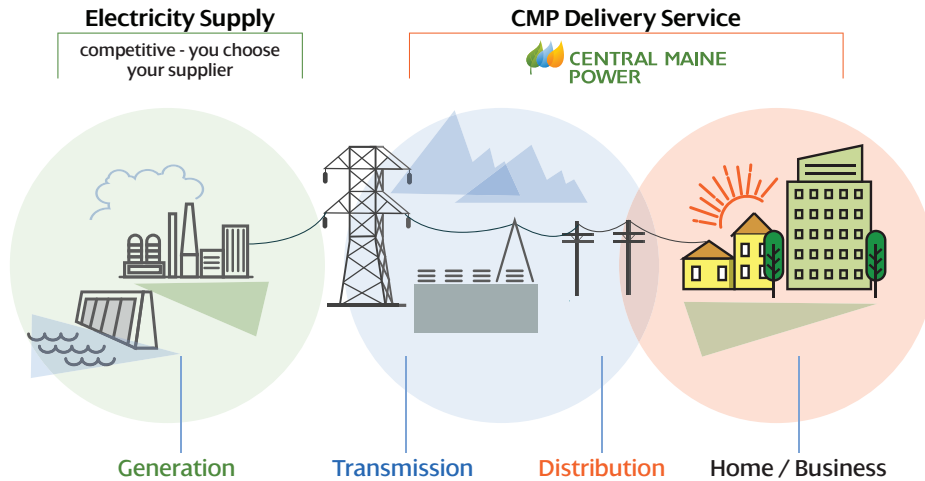 Electricity Supply
competitive - you choose
your supplier
CMP Delivery Service
CENTRAL MAINE
POWER
Generation
Transmission
Distribution
Home / Business